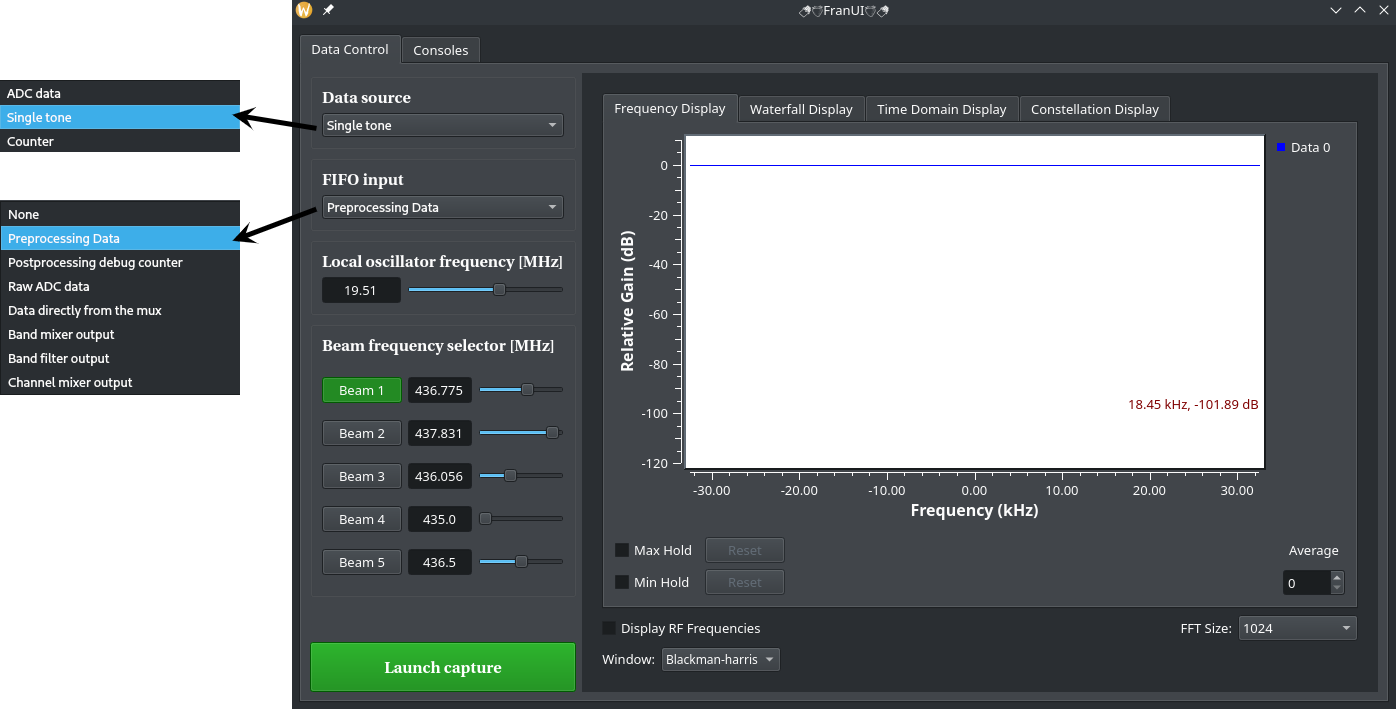 FranUI
Data Control
Consoles
ADC data
Single tone
Counter
None
Preprocessing Data
Postprocessing debug counter
Raw ADC data
Data directly from the mux
Band mixer output
Band filter output
Channel mixer output
Data source
Single tone
FIFO input
Preprocessing Data
Local oscillator frequency [MHz]
19.51
Beam frequency selector [MHz]
Beam 1 436.775
Beam 2 437.831
Beam 3 436.056
Beam 4 435.0
Beam 5 436.5
Launch capture
Frequency Display
Waterfall Display
Time Domain Display
Constellation Display
Data 0
Relative Gain (dB)
0
-20
-40
-60
-80
-100
-120
18.45 kHz, -101.89 dB
-30.00 -20.00 -10.00 0.00 10.00 20.00 30.00
Frequency (kHz)
Max Hold Reset
Min Hold Reset
Average
0
Display RF Frequencies
FFT Size: 1024
Window: Blackman-harris